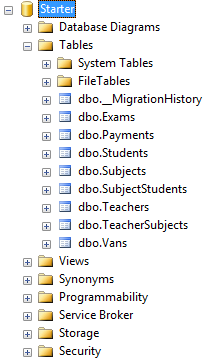 Starter
Database Diagrams
Tables
System Tables
FileTables
dbo.__MigrationHistory
dbo.Exams
dbo.Payments
dbo.Students
dbo.Subjects
dbo.SubjectStudents
dbo.Teachers
dbo.TeacherSubjects
dbo.Vans
Views
Synonyms
Programmability
Service Broker
Storage
Security